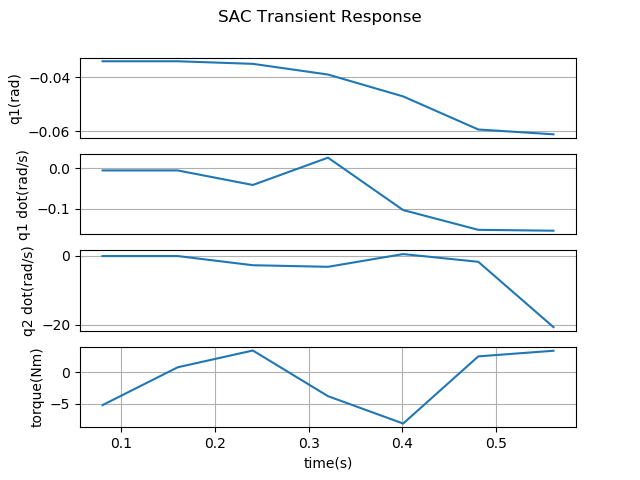 SAC Transient Response
q1(rad)
−0.04
−0.06
q1 dot(rad/s)
0.0
−0.1
q2 dot(rad/s)
0
−20
torque(Nm)
0
−5
0.1 0.2 0.3 0.4 0.5
time(s)